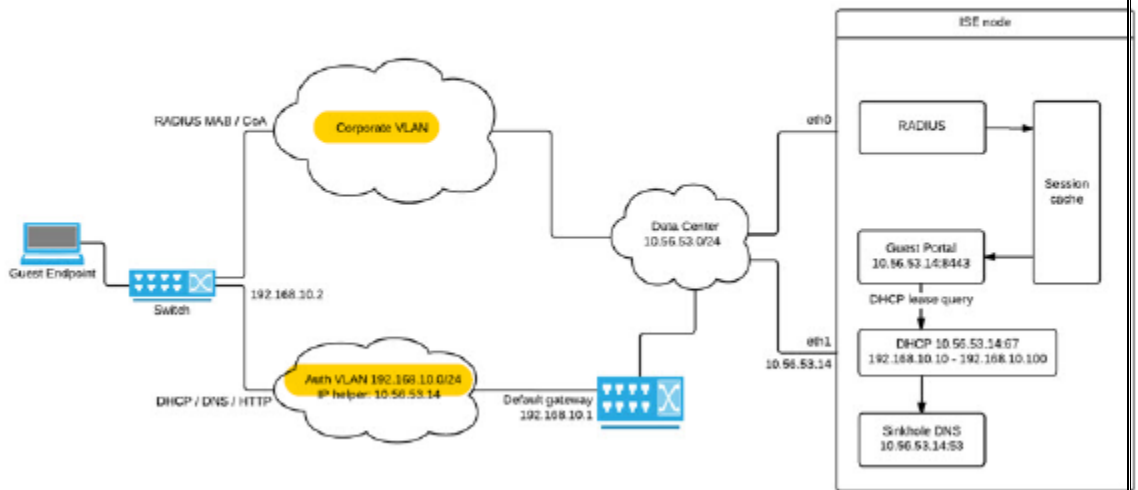 ISE node
RADIUS MAB / CoA
Corporate VLAN
eth0
RADIUS
Session
cache
Data Center
10.56.53.0/24
Guest Portal
10.56.53.14:8443
Guest Endpoint
192.168.10.2
Switch
DHCP lease query
eth1
10.56.53.14
DHCP 10.56.53.14:67
192.168.10.10 - 192.168.10.100
Auth VLAN 192.168.10.0/24
IP helper: 10.56.53.14
DHCP / DNS / HTTP
Default gateway
192.168.10.1
Sinkhole DNS
10.56.53.14:53